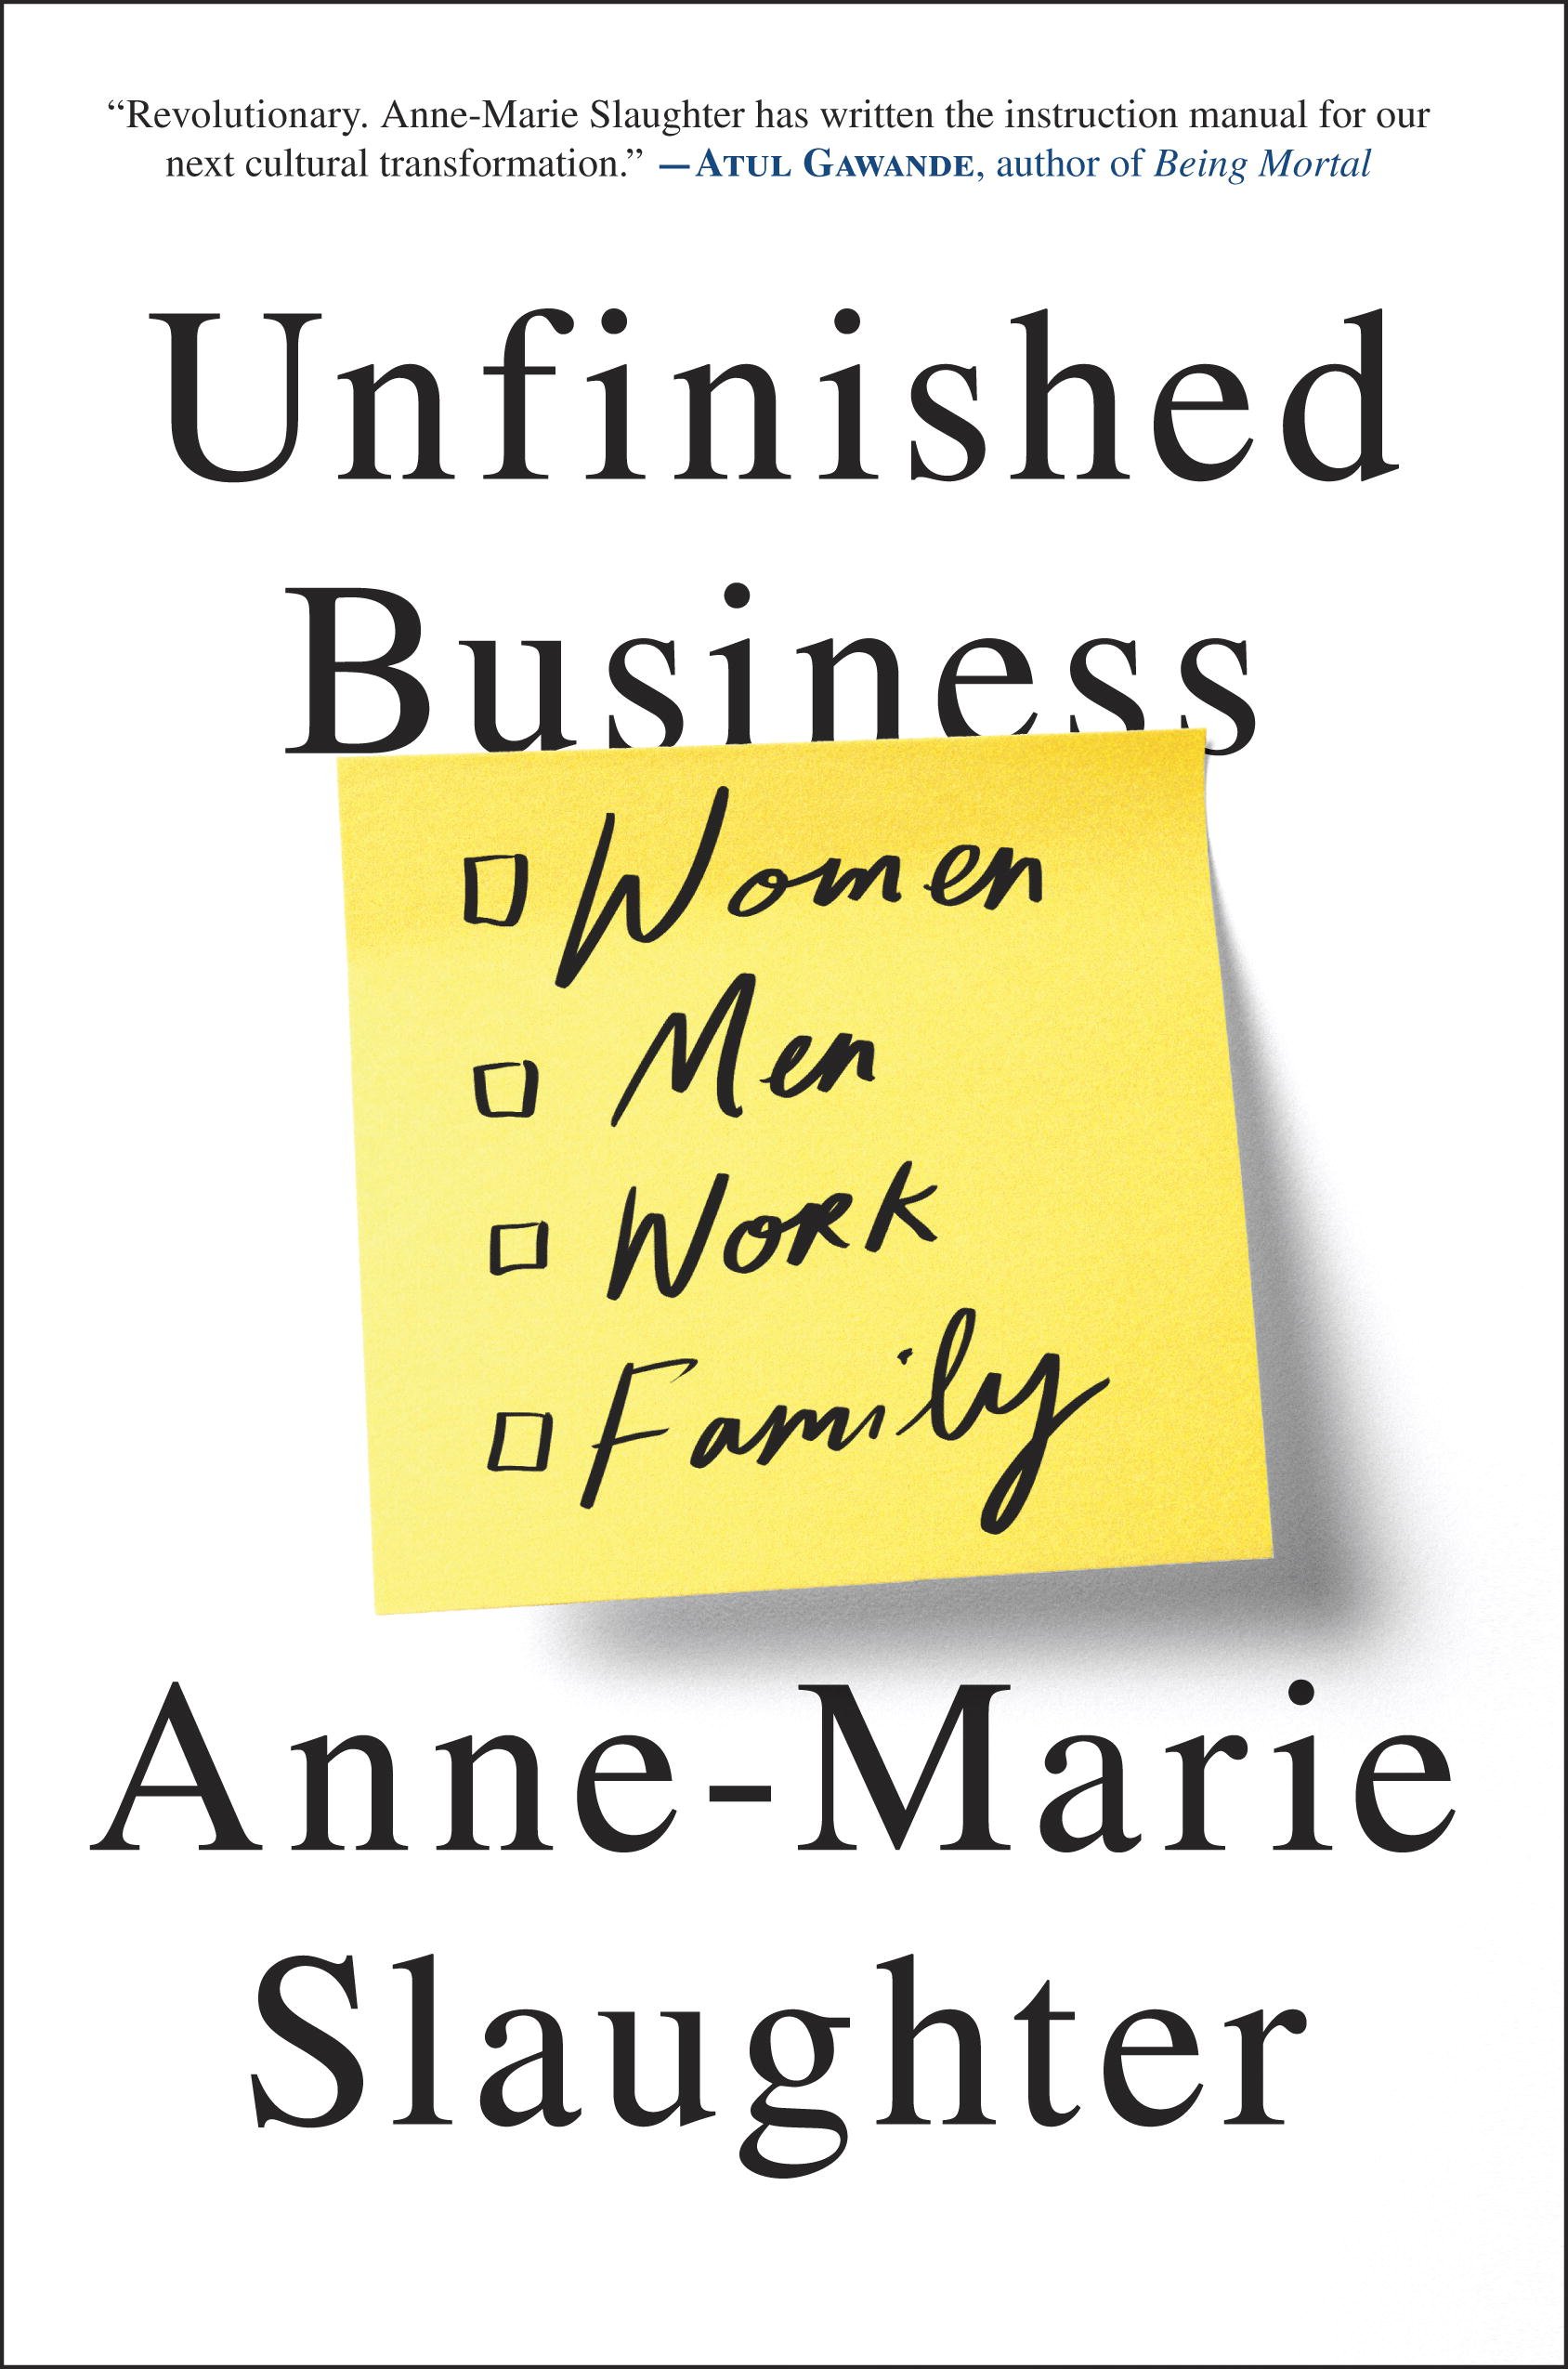 “Revolutionary. Anne-Marie Slaughter has written the instruction manual for our
next cultural transformation.” —Atul Gawande, author of Being Mortal
Unfinished
Business
Women
Men
Work
Family
Anne-Marie
Slaughter